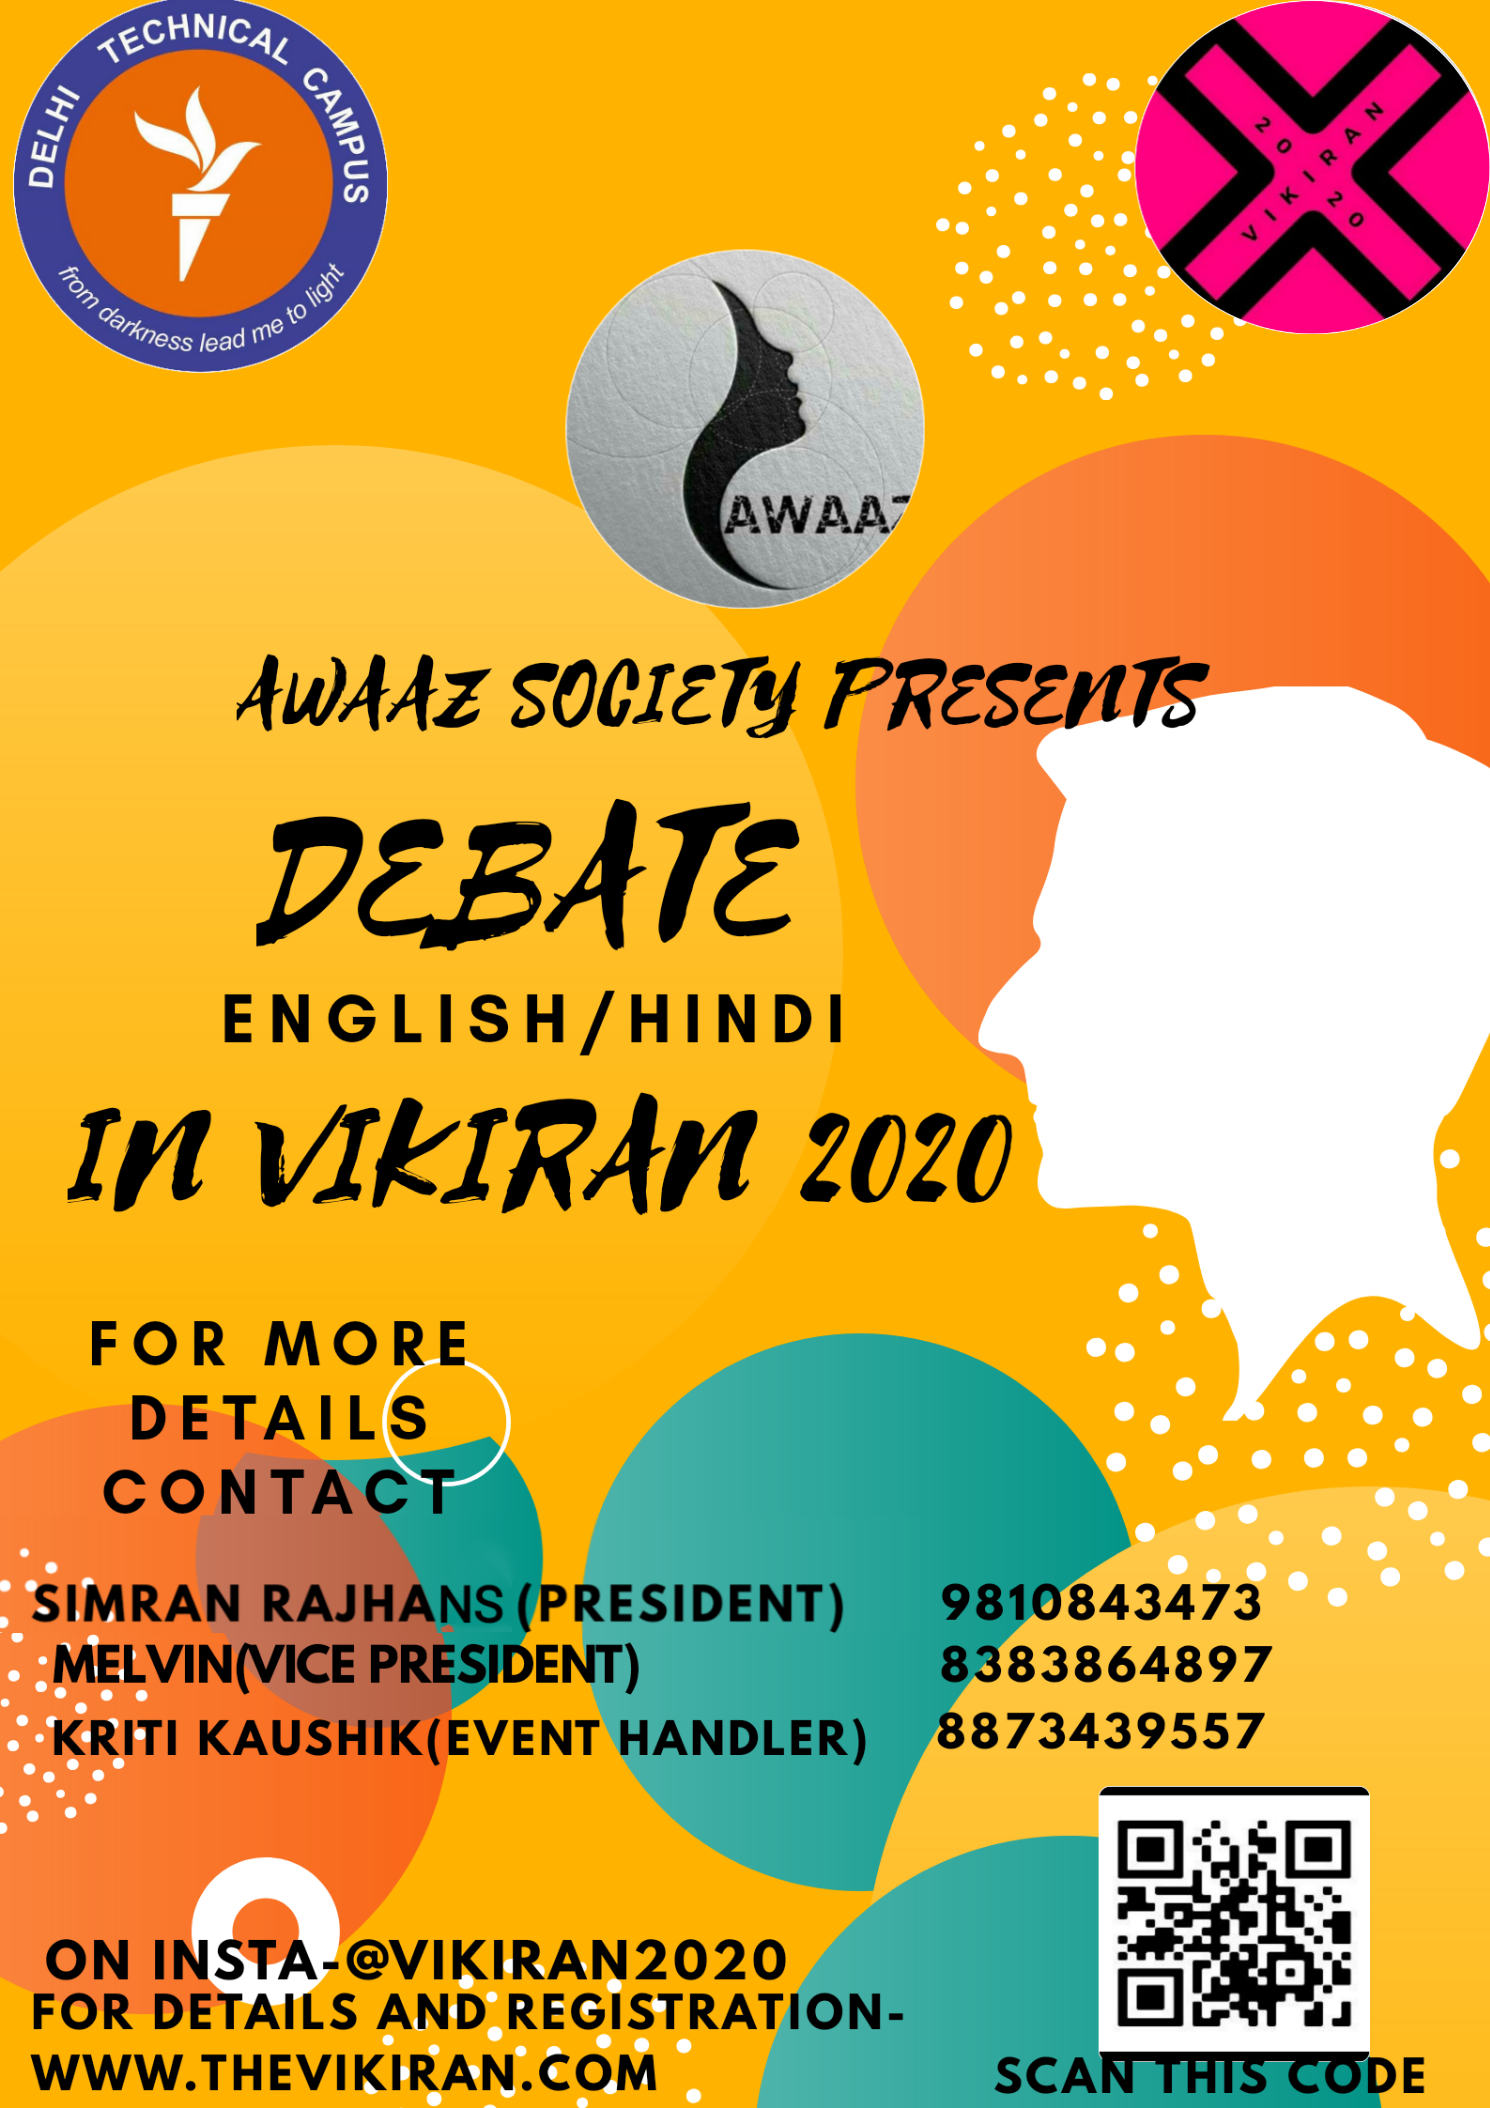 DELHI TECHNICAL CAMPUS
from darkness lead me to light
20
VIKIRAN
20
AWAAZ
AWAAZ SOCIETY PRESENTS
DEBATE
ENGLISH/HINDI
IN VIKIRAN 2020
FOR MORE
DETAILS
CONTACT
SIMRAN RAJHANS (PRESIDENT) 9810843473
MELVIN(VICE PRESIDENT) 8383864897
KRITI KAUSHIK(EVENT HANDLER) 8873439557
ON INSTA-@VIKIRAN2020
FOR DETAILS AND REGISTRATION-
WWW.THEVIKIRAN.COM
SCAN THIS CODE